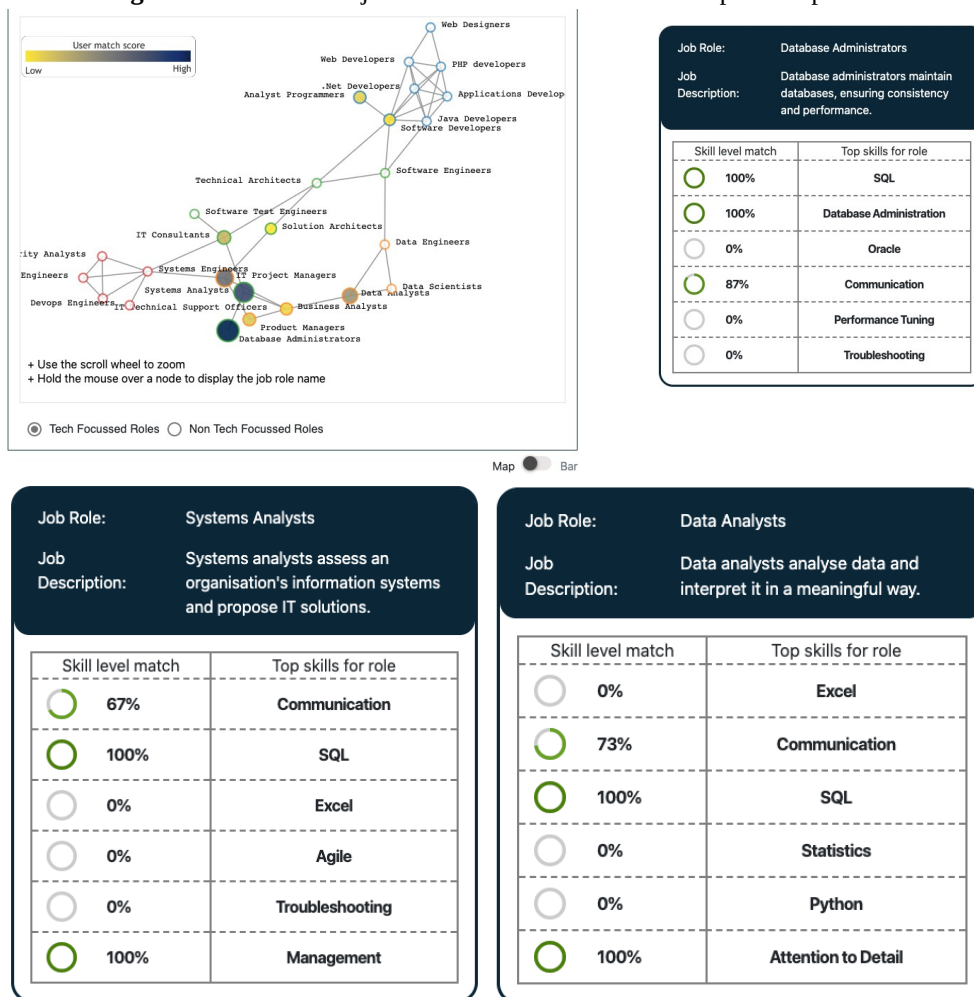 User match score
Low
High
Web Designers
Web Developers
PHP developers
.Net Developers
Analyst Programmers
Applications Develop
Java Developers
Software Developers
Software Engineers
Technical Architects
Software Test Engineers
Solution Architects
IT Consultants
Data Engineers
rity Analysts
Systems Engineers
IT Project Managers
Engineers
Systems Analysts
Data Scientists
Data Analysts
Devops Engineers
IT Technical Support Officers
Business Analysts
Product Managers
Database Administrators
+ Use the scroll wheel to zoom
+ Hold the mouse over a node to display the job role name
Tech Focussed Roles
Non Tech Focussed Roles
Map
Bar
Job Role: Database Administrators
Job Description: Database administrators maintain
databases, ensuring consistency
and performance.
Skill level match Top skills for role
100% SQL
100% Database Administration
0% Oracle
87% Communication
0% Performance Tuning
0% Troubleshooting
Job Role: Systems Analysts
Job Description: Systems analysts assess an
organisation's information systems
and propose IT solutions.
Skill level match Top skills for role
67% Communication
100% SQL
0% Excel
0% Agile
0% Troubleshooting
100% Management
Job Role: Data Analysts
Job Description: Data analysts analyse data and
interpret it in a meaningful way.
Skill level match Top skills for role
0% Excel
73% Communication
100% SQL
0% Statistics
0% Python
100% Attention to Detail